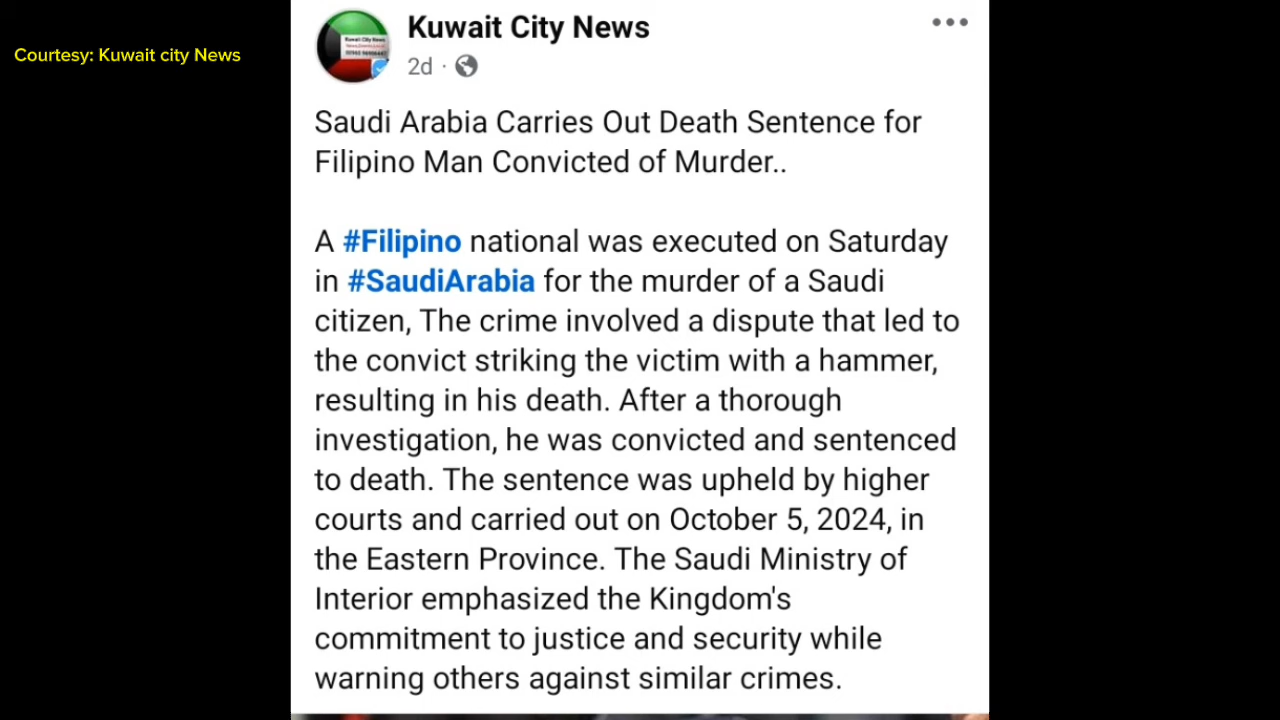 Kuwait City News
Courtesy: Kuwait city News
2d ·
Saudi Arabia Carries Out Death Sentence for
Filipino Man Convicted of Murder..
A #Filipino national was executed on Saturday
in #SaudiArabia for the murder of a Saudi
citizen, The crime involved a dispute that led to
the convict striking the victim with a hammer,
resulting in his death. After a thorough
investigation, he was convicted and sentenced
to death. The sentence was upheld by higher
courts and carried out on October 5, 2024, in
the Eastern Province. The Saudi Ministry of
Interior emphasized the Kingdom's
commitment to justice and security while
warning others against similar crimes.